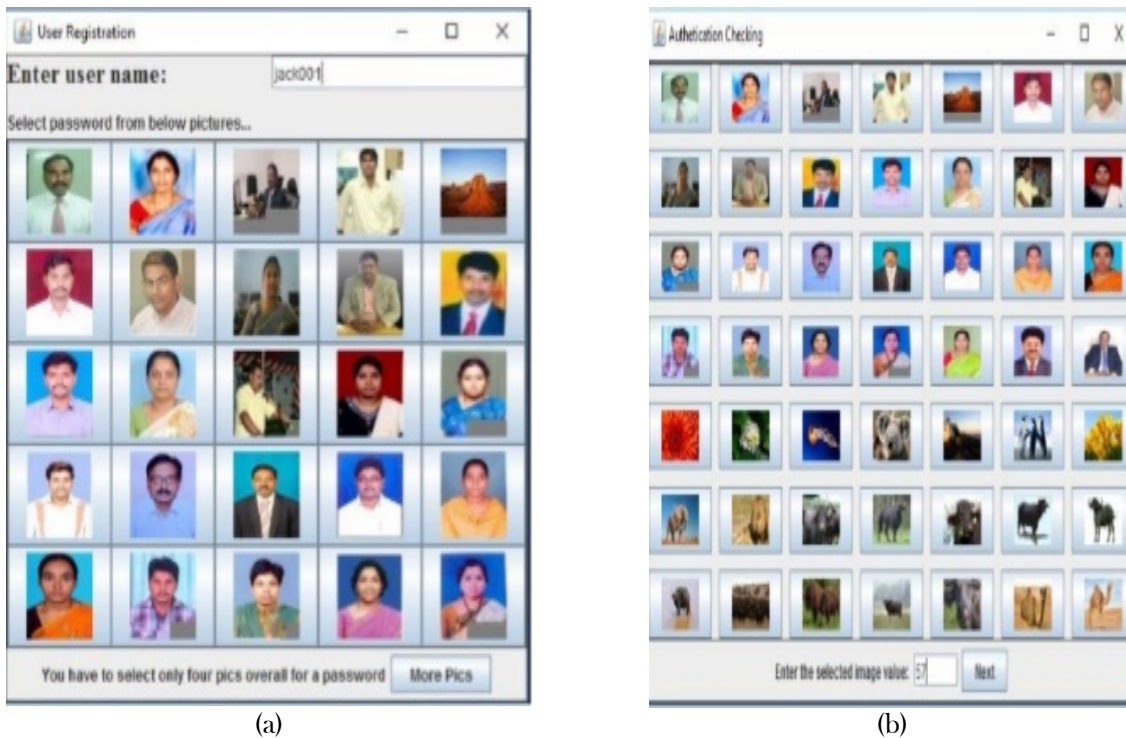 User Registration
Enter user name:
jack001
Select password from below pictures...
You have to select only four pics overall for a password
More Pics
(a)
Authetication Checking
Enter the selected image value:
57
Next
(b)